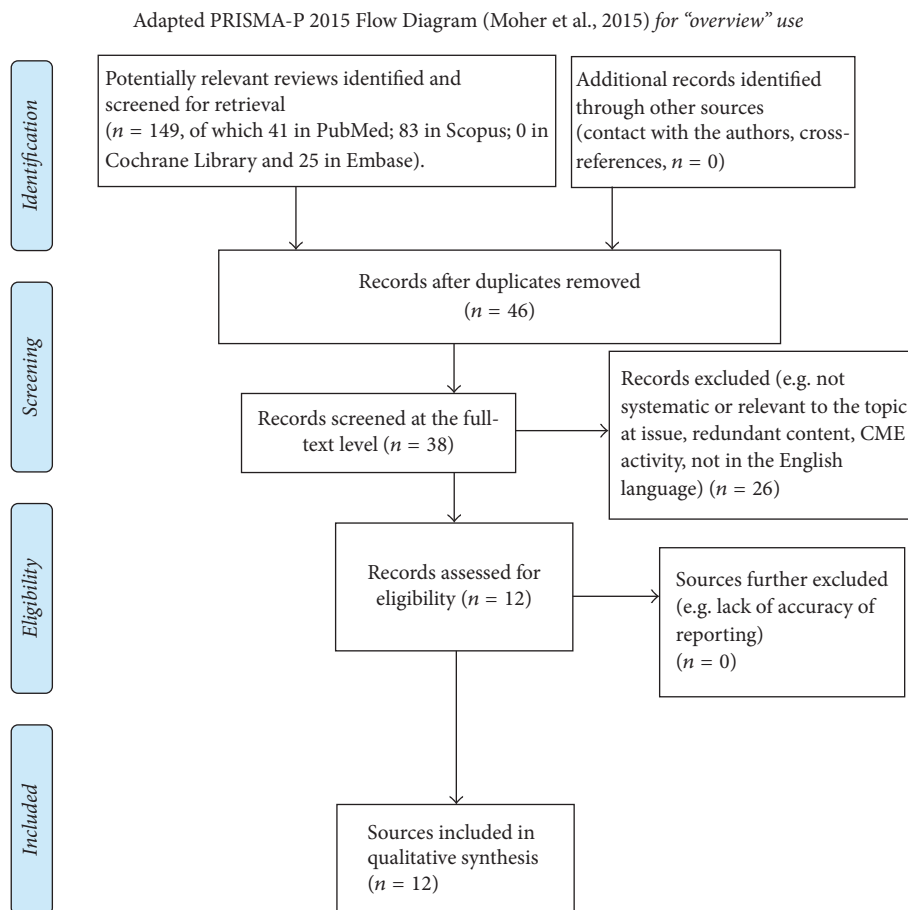 Adapted PRISMA-P 2015 Flow Diagram (Moher et al., 2015) for “overview” use
Identification
Potentially relevant reviews identified and
screened for retrieval
(n = 149, of which 41 in PubMed; 83 in Scopus; 0 in
Cochrane Library and 25 in Embase).
Additional records identified
through other sources
(contact with the authors, cross-
references, n = 0)
Records after duplicates removed
(n = 46)
Screening
Records screened at the full-
text level (n = 38)
Records excluded (e.g. not
systematic or relevant to the topic
at issue, redundant content, CME
activity, not in the English
language) (n = 26)
Eligibility
Records assessed for
eligibility (n = 12)
Sources further excluded
(e.g. lack of accuracy of
reporting)
(n = 0)
Included
Sources included in
qualitative synthesis
(n = 12)